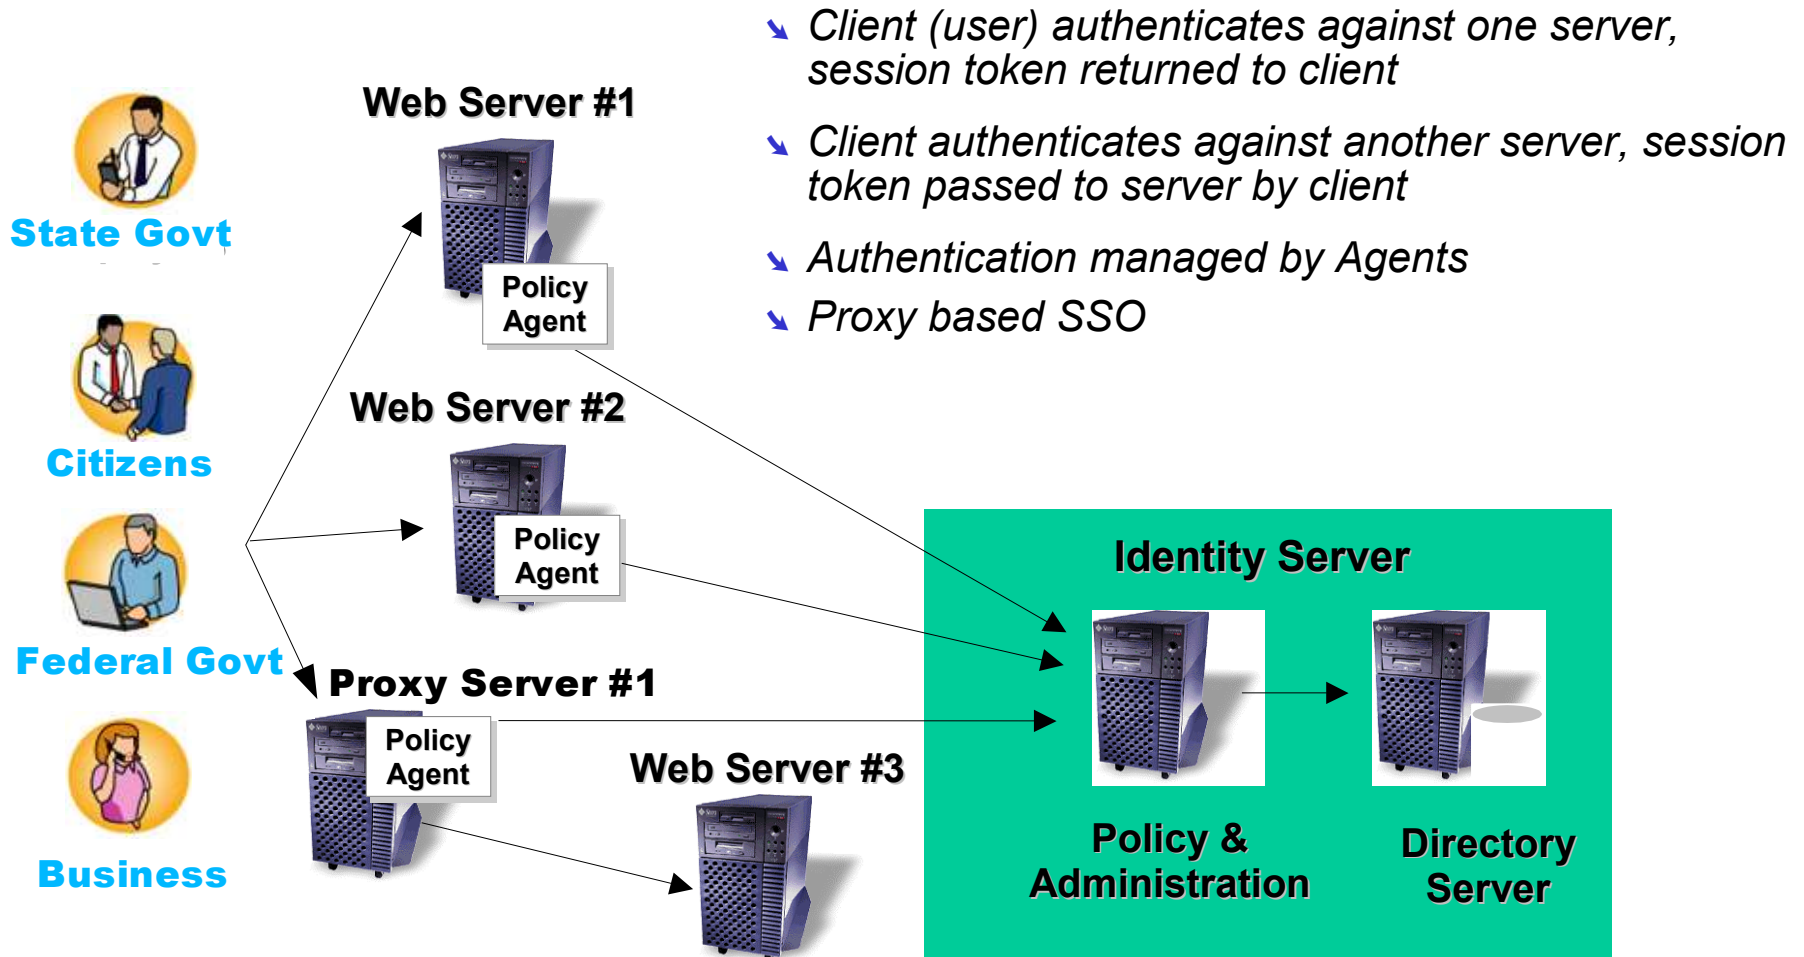 Client (user) authenticates against one server,
session token returned to client
Client authenticates against another server, session
token passed to server by client
Authentication managed by Agents
Proxy based SSO
State Govt
Citizens
Federal Govt
Business
Web Server #1
Policy
Agent
Web Server #2
Policy
Agent
Proxy Server #1
Policy
Agent
Web Server #3
Identity Server
Policy &
Administration
Directory
Server